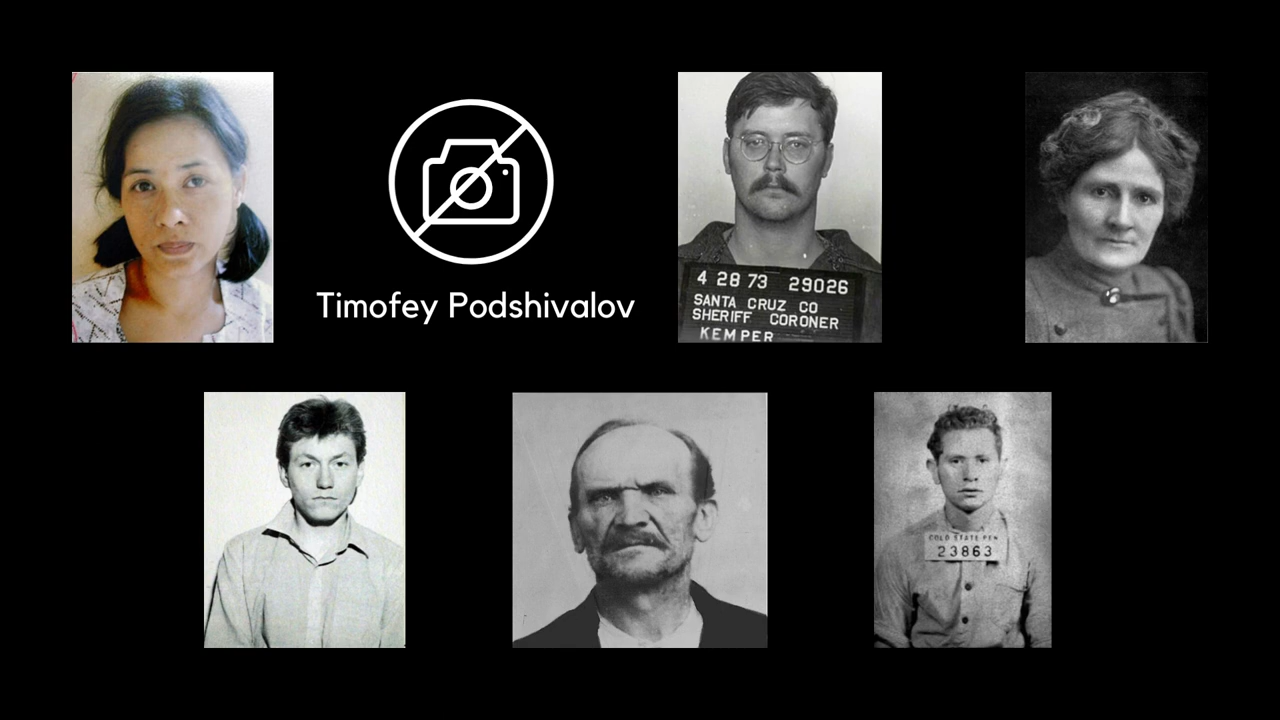 Timofey Podshivalov
4 28 73 29026
SANTA CRUZ CO
SHERIFF CORONER
KEMPER
COLO STATE PEN
23863